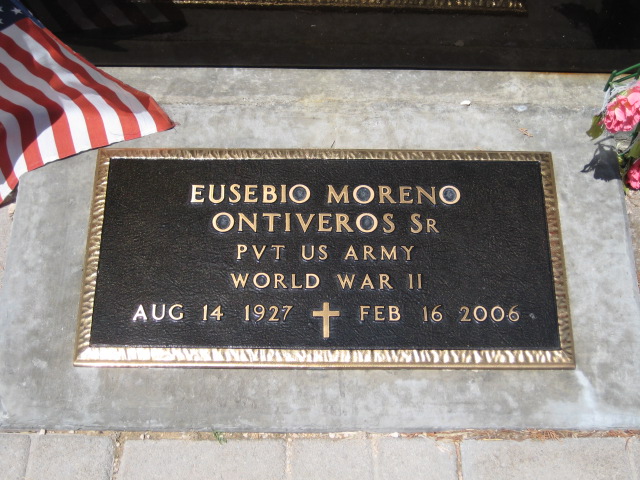 EUSEBIO MORENO
ONTIVEROS SR
PVT US ARMY
WORLD WAR II
AUG 14 1927 FEB 16 2006